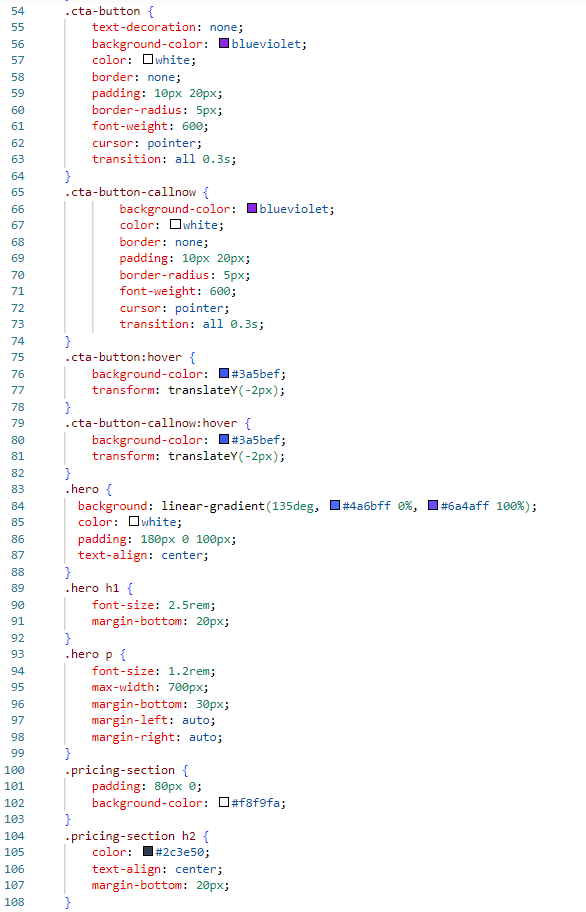 54 .cta-button {
55 text-decoration: none;
56 background-color: blueviolet;
57 color: white;
58 border: none;
59 padding: 10px 20px;
60 border-radius: 5px;
61 font-weight: 600;
62 cursor: pointer;
63 transition: all 0.3s;
64 }
65 .cta-button-callnow {
66 background-color: blueviolet;
67 color: white;
68 border: none;
69 padding: 10px 20px;
70 border-radius: 5px;
71 font-weight: 600;
72 cursor: pointer;
73 transition: all 0.3s;
74 }
75 .cta-button:hover {
76 background-color: #3a5bef;
77 transform: translateY(-2px);
78 }
79 .cta-button-callnow:hover {
80 background-color: #3a5bef;
81 transform: translateY(-2px);
82 }
83 .hero {
84 background: linear-gradient(135deg, #4a6bff 0%, #6a4aff 100%);
85 color: white;
86 padding: 180px 0 100px;
87 text-align: center;
88 }
89 .hero h1 {
90 font-size: 2.5rem;
91 margin-bottom: 20px;
92 }
93 .hero p {
94 font-size: 1.2rem;
95 max-width: 700px;
96 margin-bottom: 30px;
97 margin-left: auto;
98 margin-right: auto;
99 }
100 .pricing-section {
101 padding: 80px 0;
102 background-color: #f8f9fa;
103 }
104 .pricing-section h2 {
105 color: #2c3e50;
106 text-align: center;
107 margin-bottom: 20px;
108 }